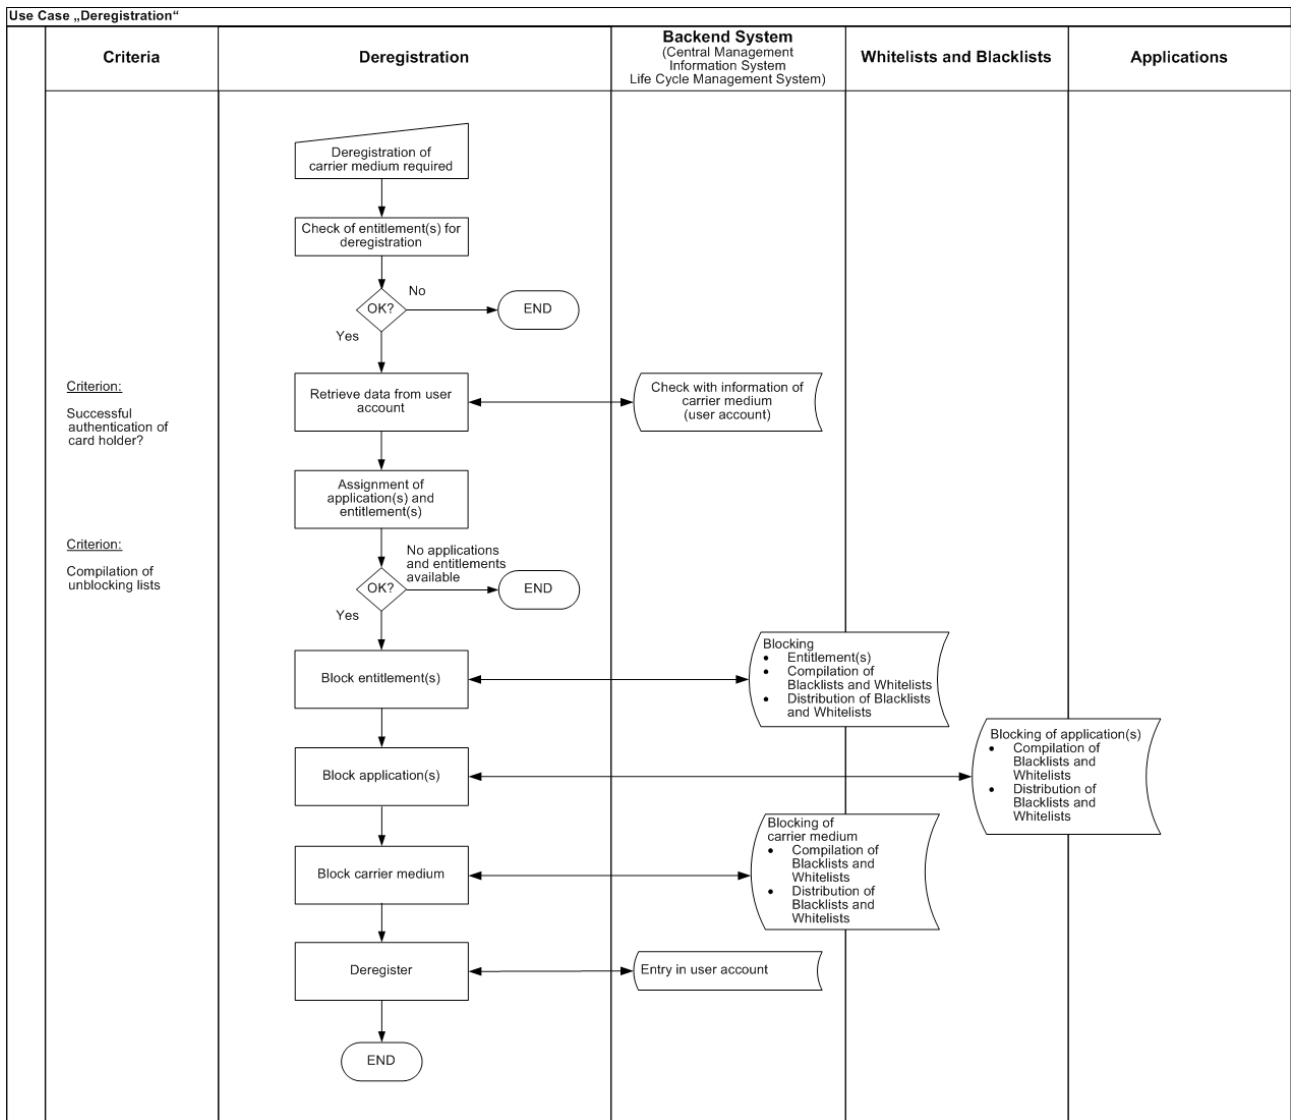 Use Case „Deregistration“
Criteria
Deregistration
Backend System
(Central Management
Information System
Life Cycle Management System)
Whitelists and Blacklists
Applications
Deregistration of
carrier medium required
Check of entitlement(s) for
deregistration
OK?
No
END
Yes
Criterion:
Successful
authentication of
card holder?
Retrieve data from user
account
Check with information of
carrier medium
(user account)
Assignment of
application(s) and
entitlement(s)
Criterion:
Compilation of
unblocking lists
No applications
and entitlements
available
OK?
END
Yes
Block entitlement(s)
Blocking
• Entitlement(s)
• Compilation of
Blacklists and Whitelists
• Distribution of Blacklists
and Whitelists
Block application(s)
Blocking of application(s)
• Compilation of
Blacklists and
Whitelists
• Distribution of
Blacklists and
Whitelists
Block carrier medium
Blocking of
carrier medium
• Compilation of
Blacklists and
Whitelists
• Distribution of
Blacklists and
Whitelists
Deregister
Entry in user account
END